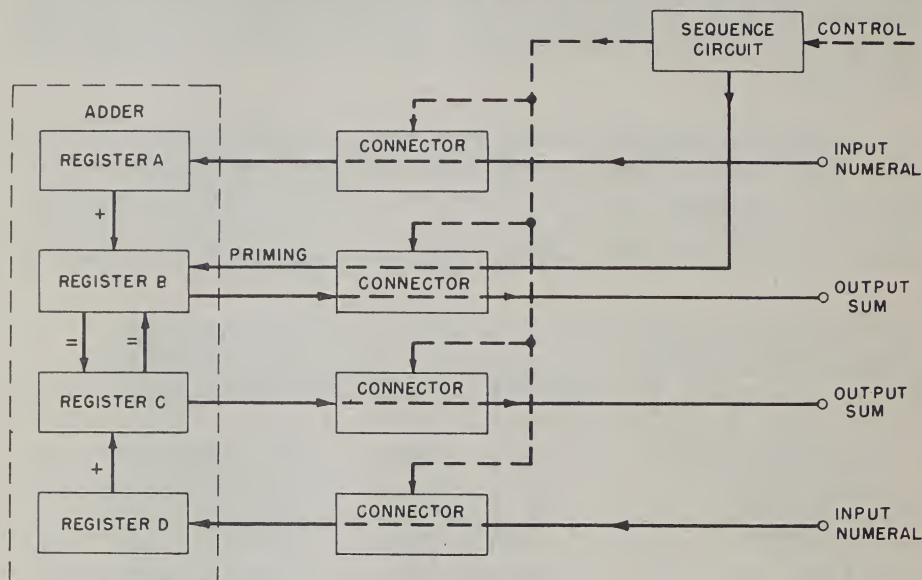 SEQUENCE
CIRCUIT
CONTROL
ADDER
REGISTER A
CONNECTOR
INPUT
NUMERAL
+
PRIMING
REGISTER B
CONNECTOR
OUTPUT
SUM
= =
REGISTER C
CONNECTOR
OUTPUT
SUM
+
REGISTER D
CONNECTOR
INPUT
NUMERAL